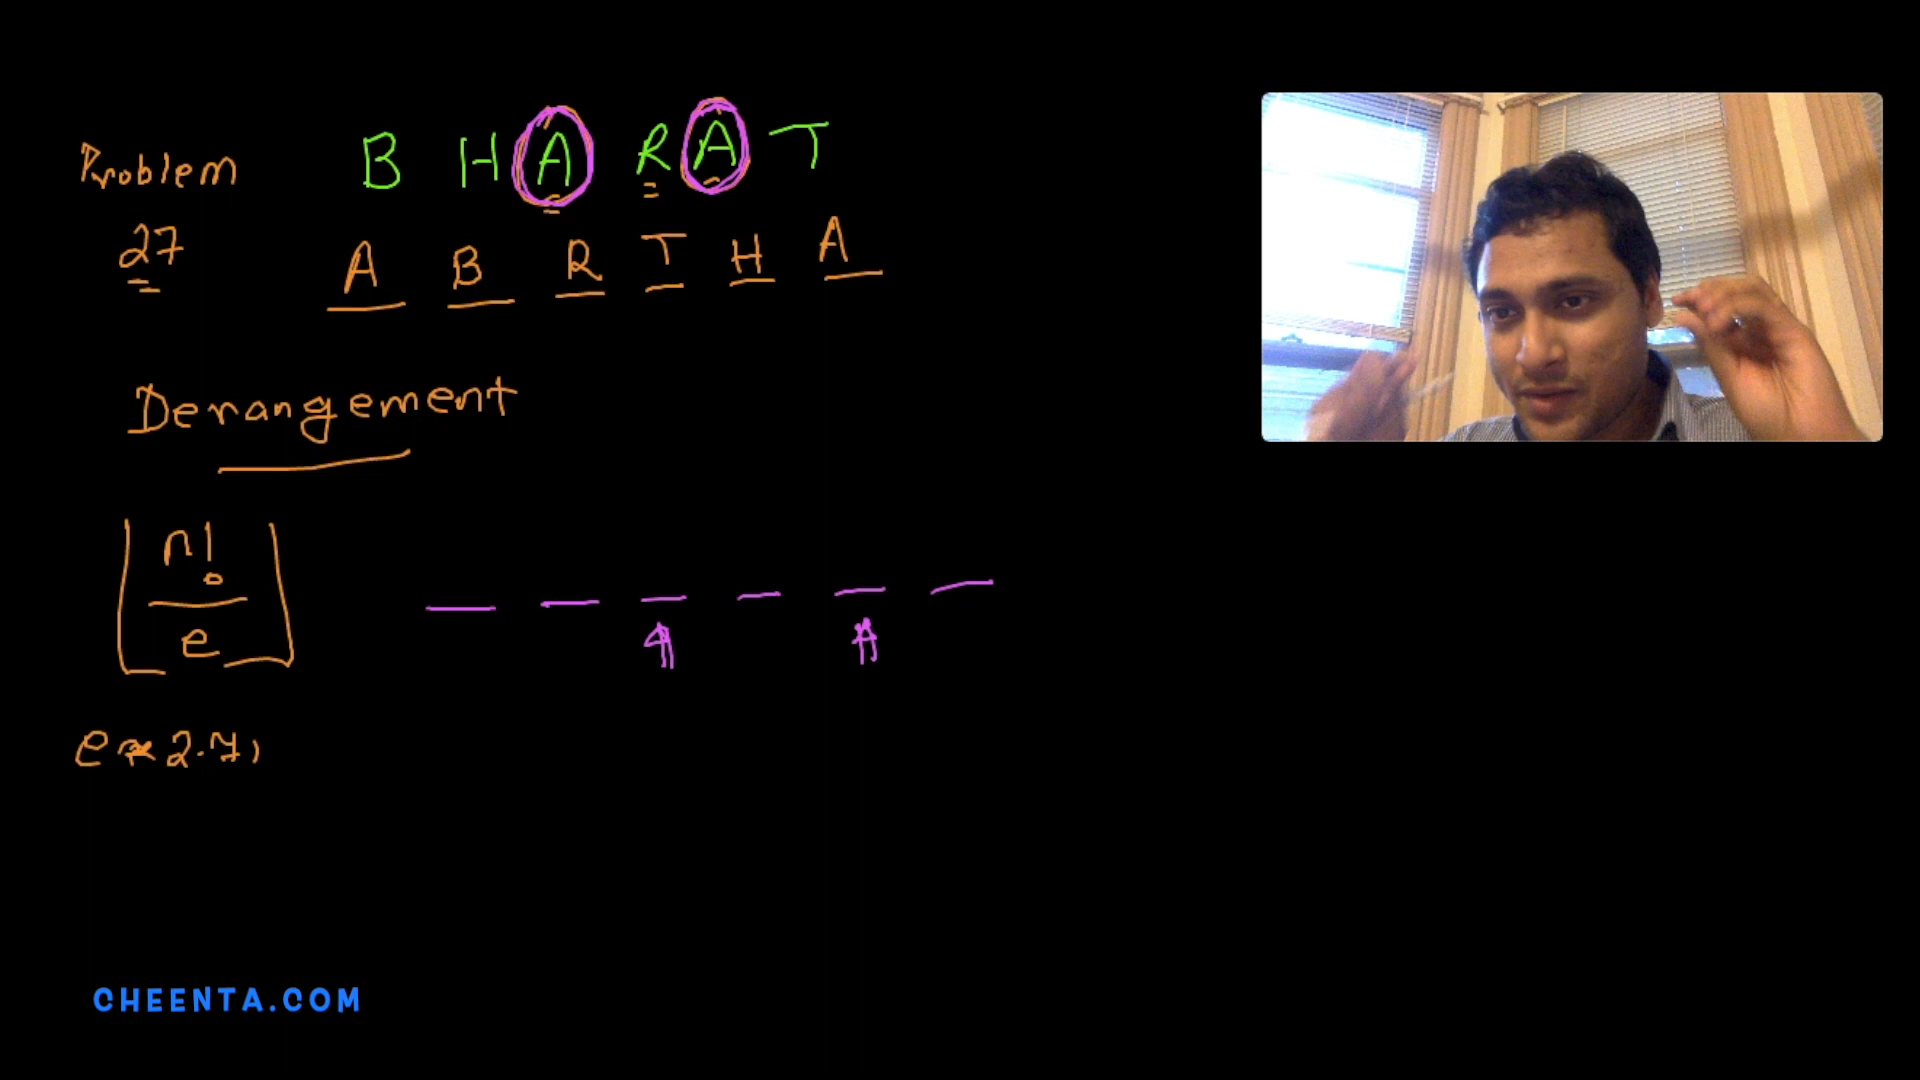 Problem
27
B H A R A T
A B R T H A
Derangement
n!
e
A A
e ≈ 2.71
CHEENTA.COM